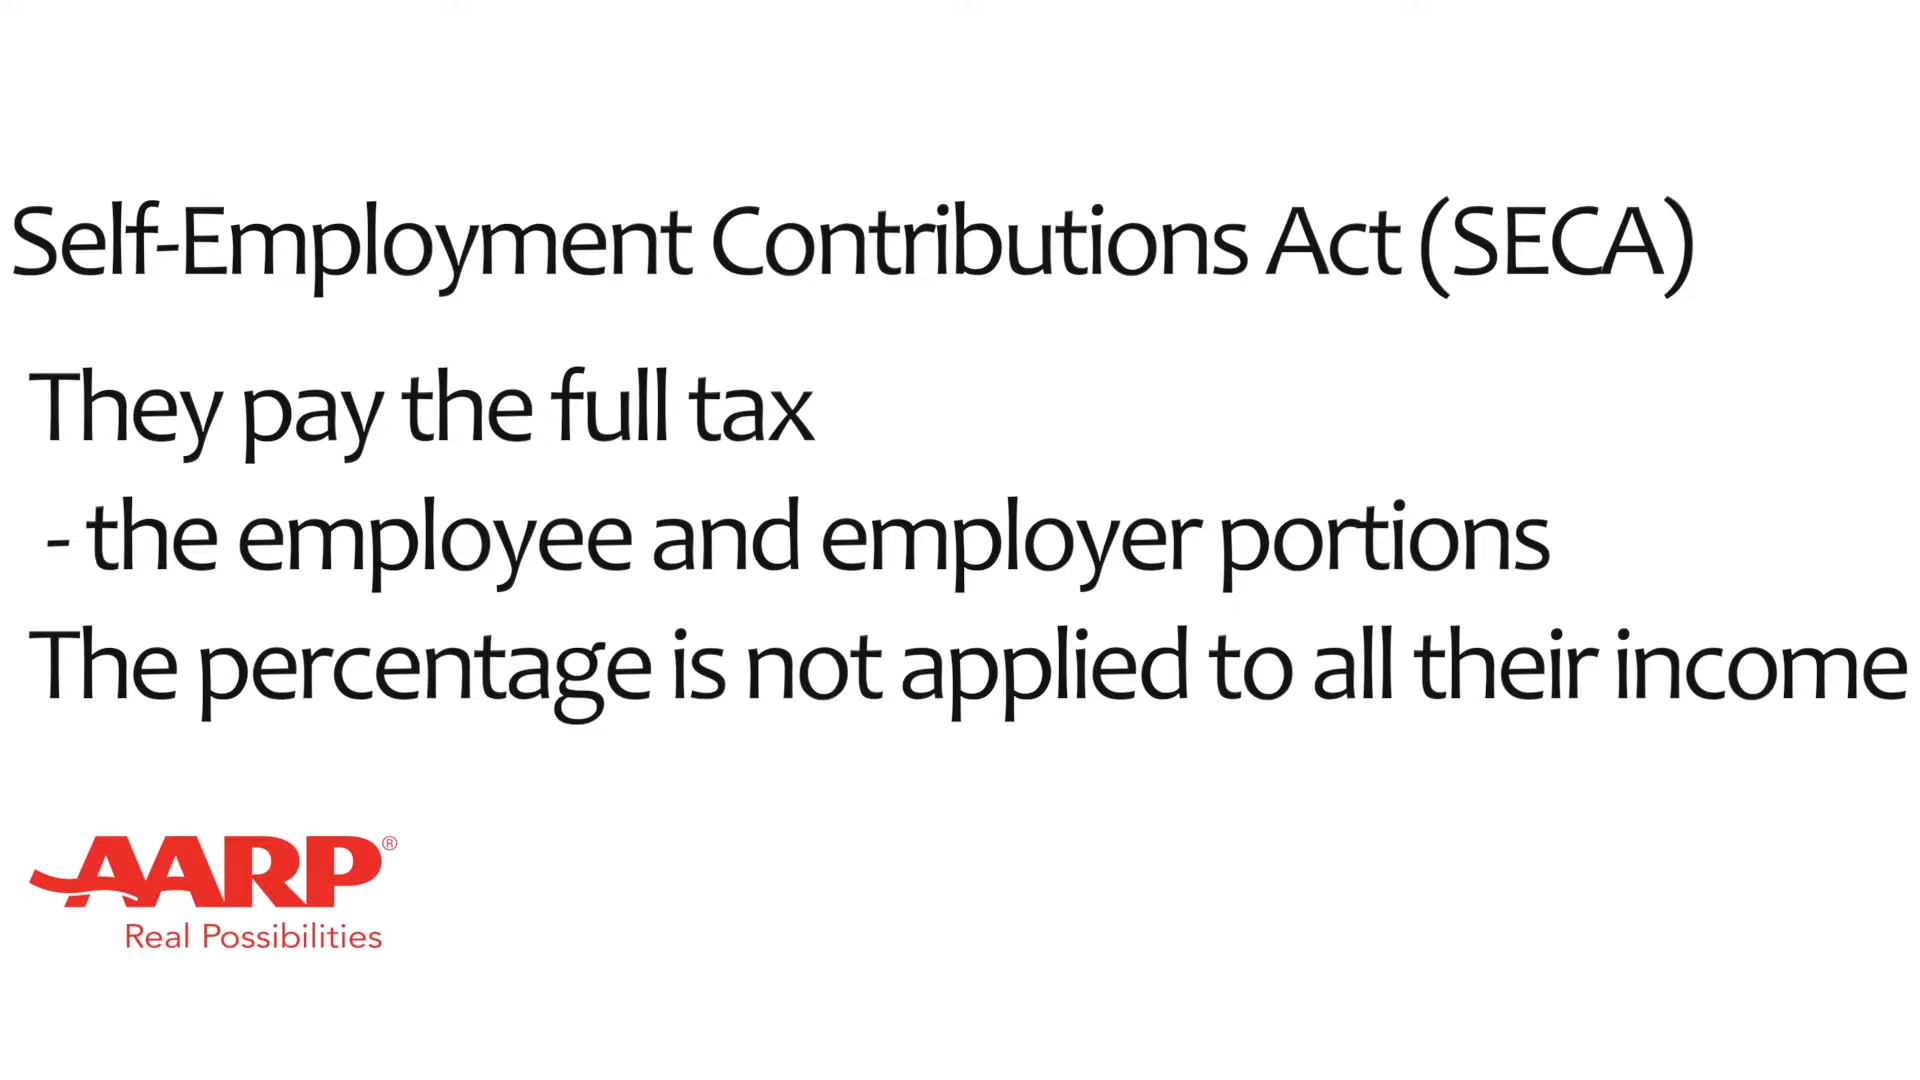 Self-Employment Contributions Act (SECA)
They pay the full tax
- the employee and employer portions
The percentage is not applied to all their income
AARP®
Real Possibilities